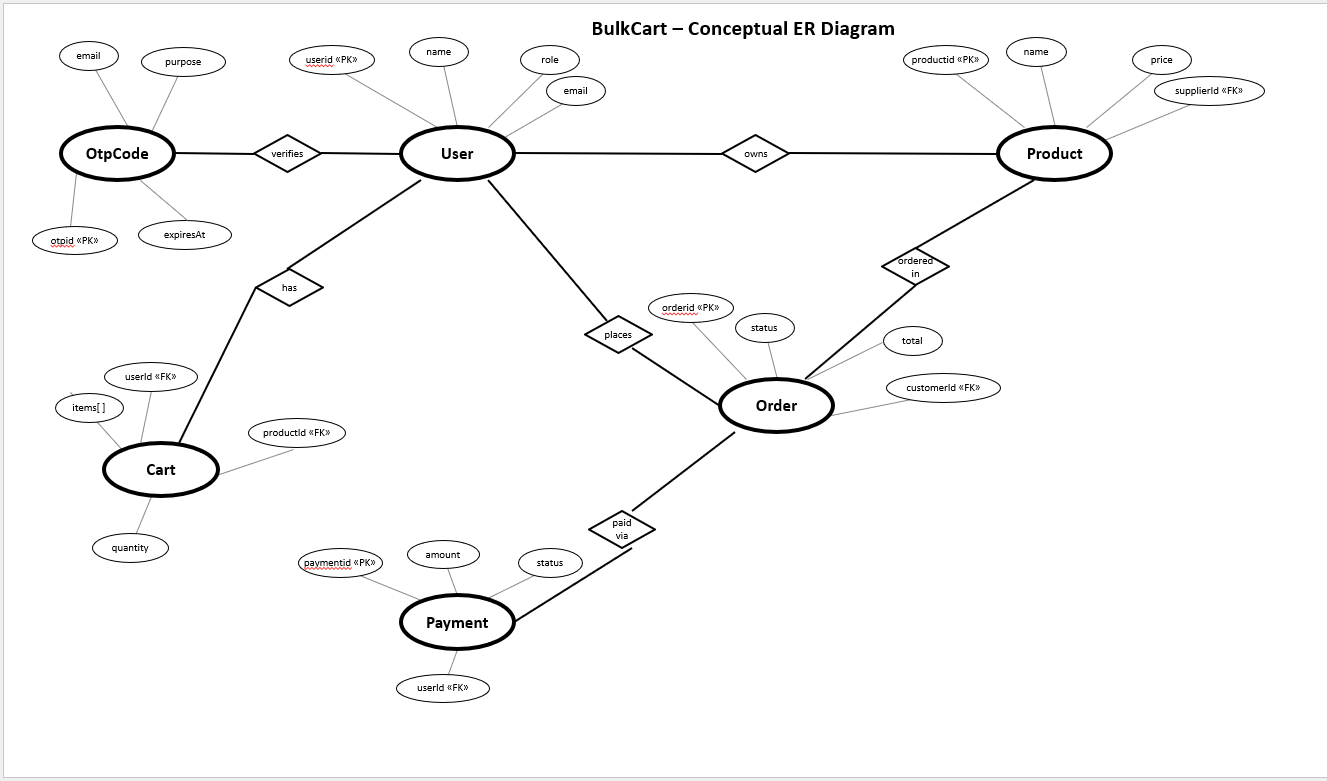 BulkCart – Conceptual ER Diagram
email
purpose
userid «PK»
name
role
email
productid «PK»
name
price
supplierId «FK»
OtpCode
verifies
User
owns
Product
otpid «PK»
expiresAt
has
ordered
in
orderid «PK»
status
places
total
userId «FK»
items[ ]
customerId «FK»
Order
productId «FK»
Cart
quantity
paid
via
paymentid «PK»
amount
status
Payment
userId «FK»